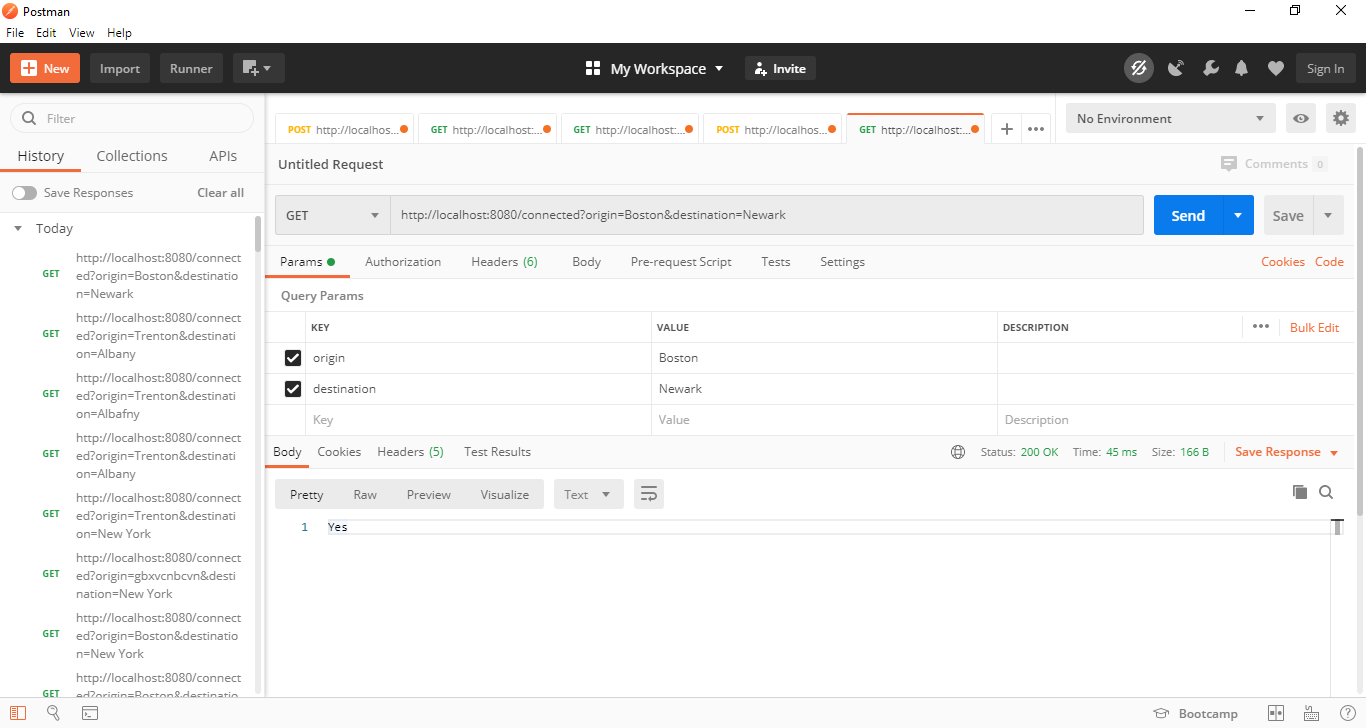 Postman
File Edit View Help
New Import Runner My Workspace Invite Sign In
Filter
History Collections APIs
Save Responses Clear all
Today
GET http://localhost:8080/connect
ed?origin=Boston&destinatio
n=Newark
GET http://localhost:8080/connect
ed?origin=Trenton&destinati
on=Albany
GET http://localhost:8080/connect
ed?origin=Trenton&destinati
on=Albafny
GET http://localhost:8080/connect
ed?origin=Trenton&destinati
on=Albany
GET http://localhost:8080/connect
ed?origin=Trenton&destinati
on=New York
GET http://localhost:8080/connect
ed?origin=gbxvcnbcvn&desti
nation=New York
GET http://localhost:8080/connect
ed?origin=Boston&destinatio
n=New York
GET http://localhost:8080/connect
ed?origin=Boston&destinatio
POST http://localhos... GET http://localhost:... GET http://localhost:... POST http://localhos... GET http://localhost:... + ...
No Environment
Untitled Request Comments 0
GET http://localhost:8080/connected?origin=Boston&destination=Newark Send Save
Params Authorization Headers (6) Body Pre-request Script Tests Settings Cookies Code
Query Params
KEY VALUE DESCRIPTION ... Bulk Edit
origin Boston
destination Newark
Key Value Description
Body Cookies Headers (5) Test Results Status: 200 OK Time: 45 ms Size: 166 B Save Response
Pretty Raw Preview Visualize Text
1 Yes
Bootcamp